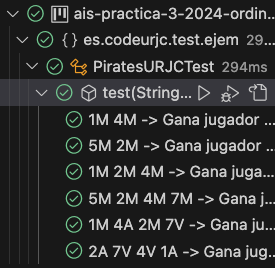 ais-practica-3-2024-ordin...
{ } es.codeurjc.test.ejem 29...
PiratesURJCTest 294ms
test(String...
1M 4M -> Gana jugador ...
5M 2M -> Gana jugador ...
1M 2M 4M -> Gana juga...
5M 2M 4M 7M -> Gana j...
1M 4A 2M 7V -> Gana ju...
2A 7V 4V 1A -> Gana jug...